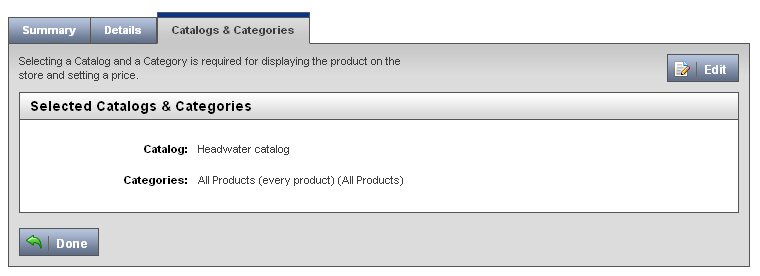 Summary Details Catalogs & Categories
Selecting a Catalog and a Category is required for displaying the product on the
store and setting a price.
Edit
Selected Catalogs & Categories
Catalog: Headwater catalog
Categories: All Products (every product) (All Products)
Done